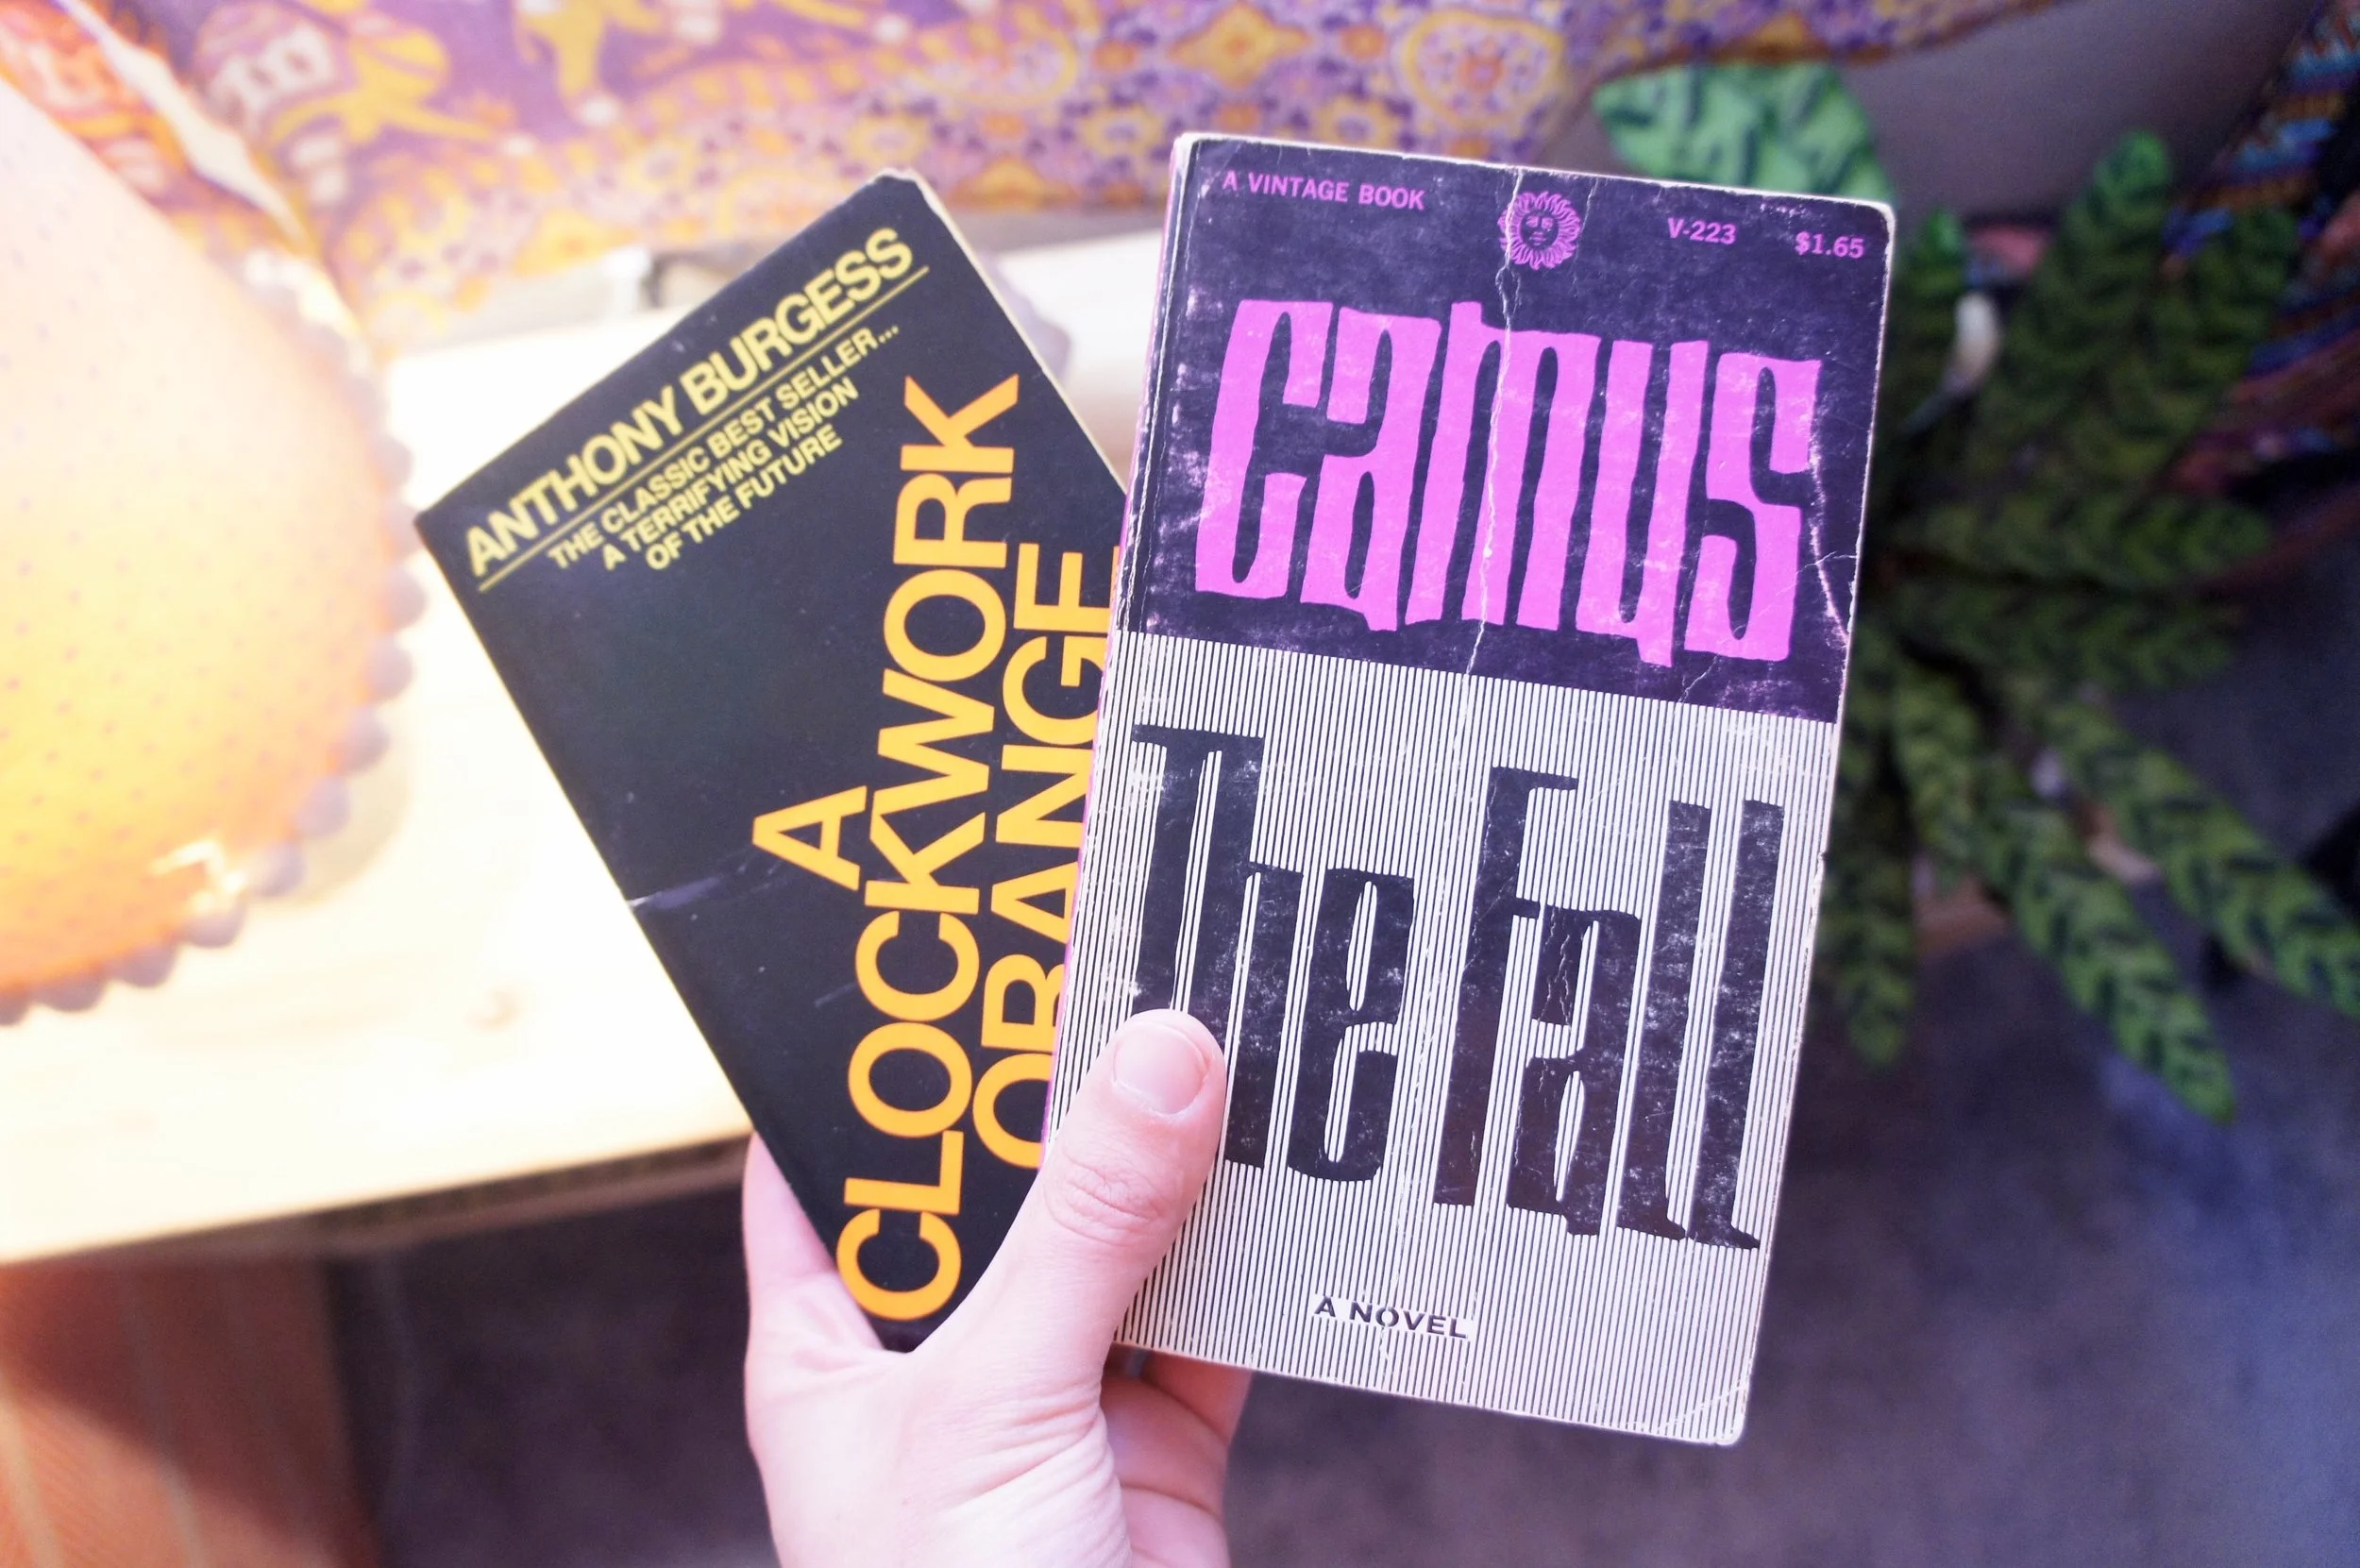 ANTHONY BURGESS
THE CLASSIC BEST SELLER...
A TERRIFYING VISION
OF THE FUTURE
A
CLOCKWORK
ORANGE
A VINTAGE BOOK
V-223
$1.65
Camus
The Fall
A NOVEL